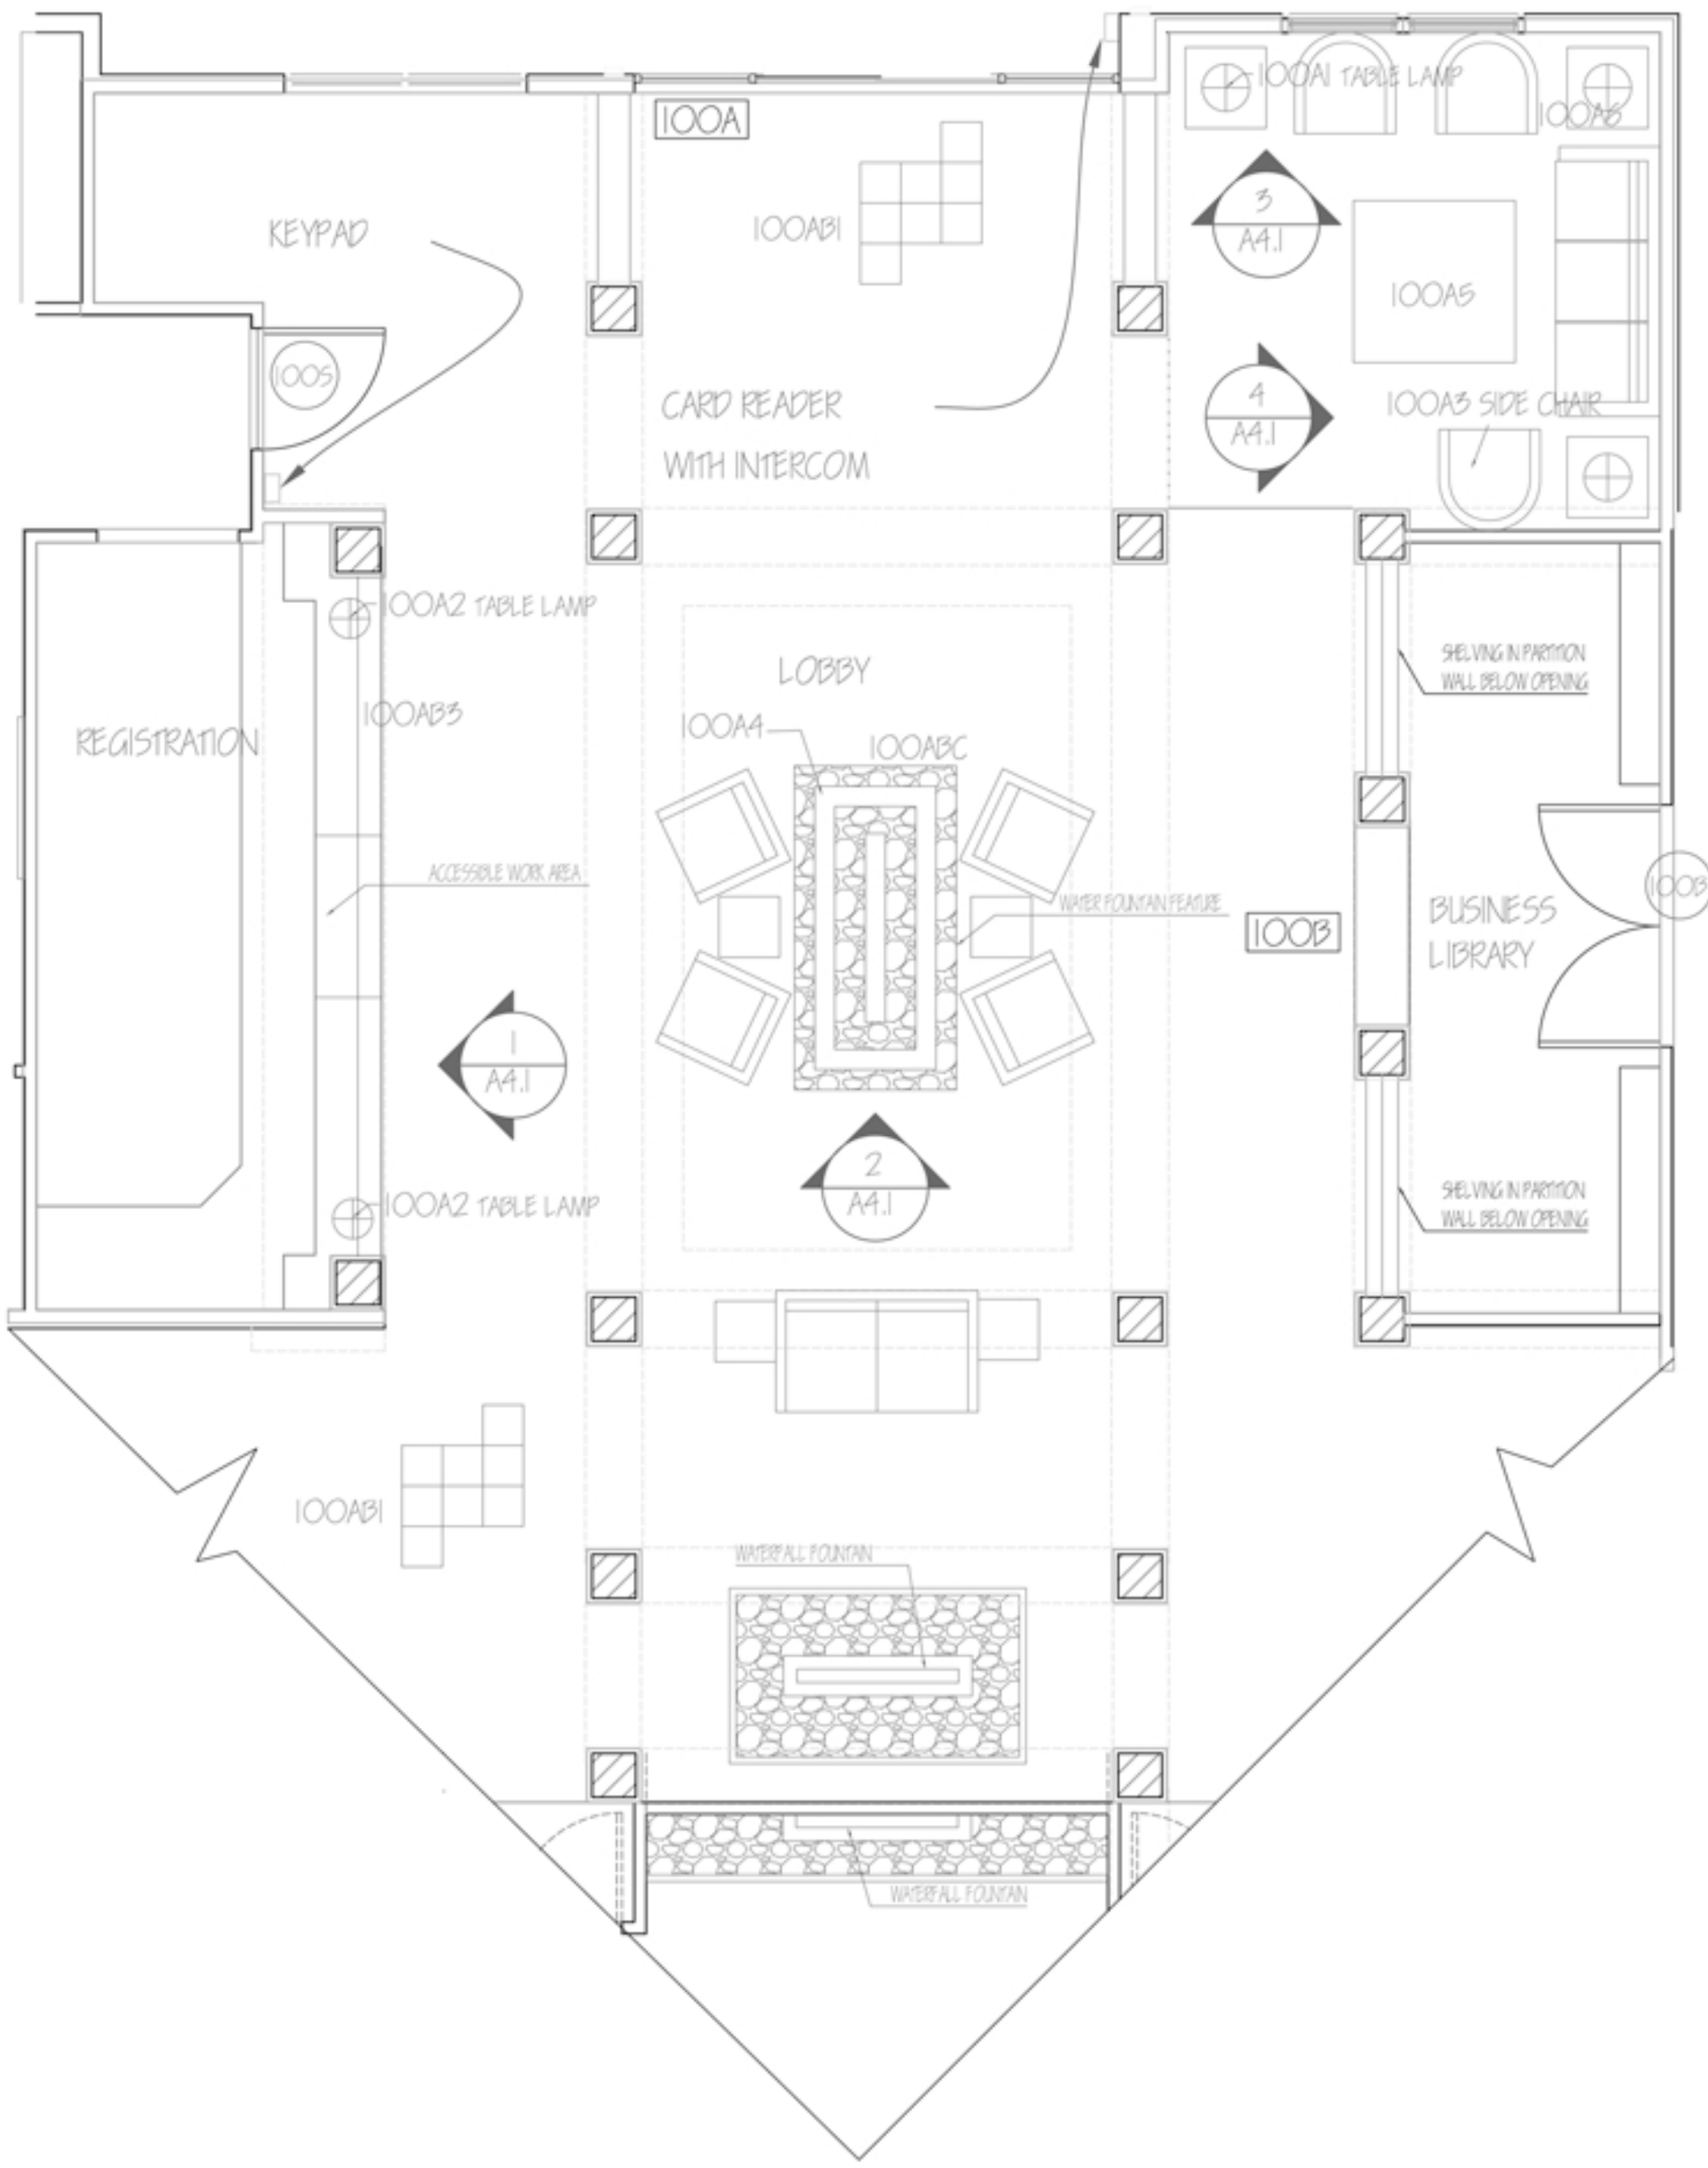 100A1 TABLE LAMP
100A
100A6
3
A4.1
100AB1
KEYPAD
100A5
100S
4
A4.1
CARD READER
WITH INTERCOM
100A3 SIDE CHAIR
100A2 TABLE LAMP
LOBBY
SHELVING IN PARTITION
WALL BELOW OPENING
100AB3
REGISTRATION
100A4
100ABC
ACCESSIBLE WORK AREA
WATER FOUNTAN FEATURE
100B
BUSINESS
LIBRARY
100B
1
A4.1
2
A4.1
100A2 TABLE LAMP
SHELVING IN PARTITION
WALL BELOW OPENING
100AB1
WATERFALL FOUNTAN
WATERFALL FOUNTAN